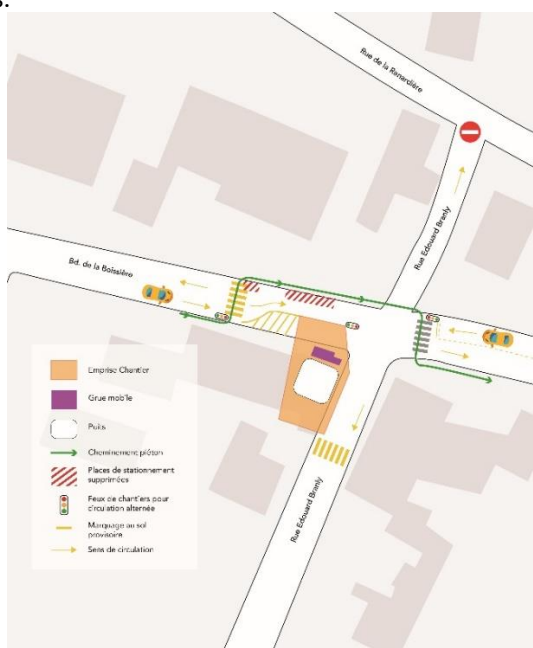 s.
Rue de la Renardière
Rue Edouard Branly
Bd. de la Boissière
Emprise Chantier
Grue mobile
Puits
Cheminement piéton
Places de stationnement
supprimées
Feux de chantiers pour
circulation alternée
Marquage au sol
provisoire
Sens de circulation
Rue Edouard Branly